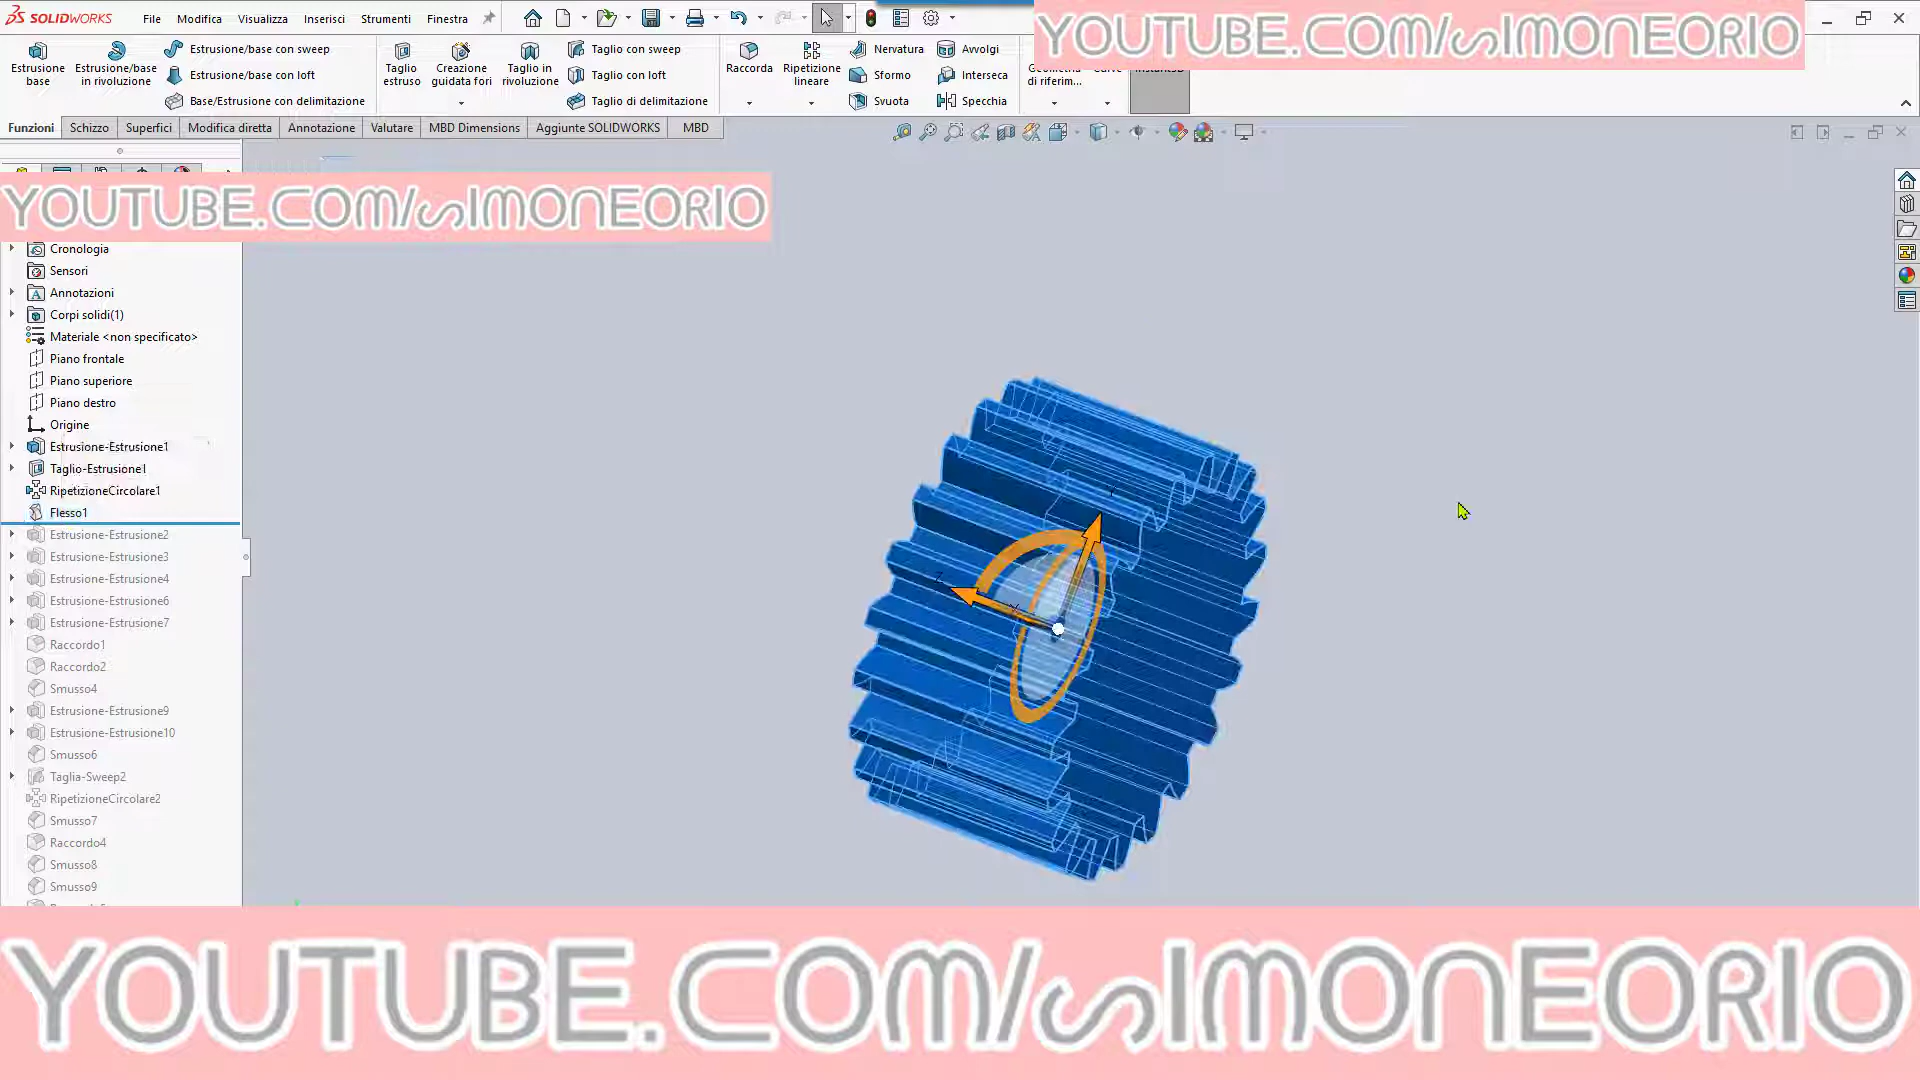 SOLIDWORKS File Modifica Visualizza Inserisci Strumenti Finestra
YOUTUBE.COM/SIMONEORIO
Estrusione base
Estrusione/base in rivoluzione
Estrusione/base con sweep
Estrusione/base con loft
Base/Estrusione con delimitazione
Taglio estruso
Creazione guidata fori
Taglio in rivoluzione
Taglio con sweep
Taglio con loft
Taglio di delimitazione
Raccorda
Ripetizione lineare
Nervatura
Sformo
Svuota
Avvolgi
Interseca
Specchia
di riferim...
Funzioni Schizzo Superfici Modifica diretta Annotazione Valutare MBD Dimensions Aggiunte SOLIDWORKS MBD
YOUTUBE.COM/SIMONEORIO
Cronologia
Sensori
Annotazioni
Corpi solidi(1)
Materiale <non specificato>
Piano frontale
Piano superiore
Piano destro
Origine
Estrusione-Estrusione1
Taglio-Estrusione1
RipetizioneCircolare1
Flesso1
Estrusione-Estrusione2
Estrusione-Estrusione3
Estrusione-Estrusione4
Estrusione-Estrusione6
Estrusione-Estrusione7
Raccordo1
Raccordo2
Smusso4
Estrusione-Estrusione9
Estrusione-Estrusione10
Smusso6
Taglia-Sweep2
RipetizioneCircolare2
Smusso7
Raccordo4
Smusso8
Smusso9
YOUTUBE.COM/SIMONEORIO